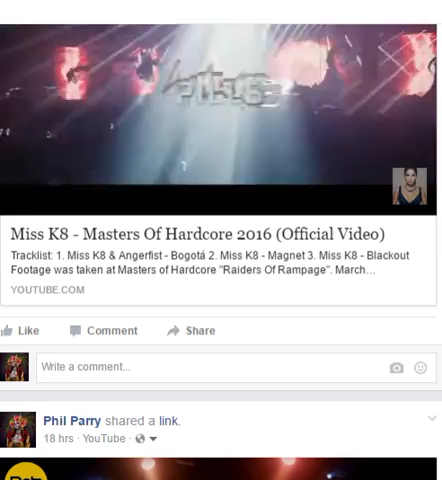 Miss K8 - Masters Of Hardcore 2016 (Official Video)
Tracklist: 1. Miss K8 & Angerfist - Bogotá 2. Miss K8 - Magnet 3. Miss K8 - Blackout
Footage was taken at Masters of Hardcore "Raiders Of Rampage". March...
YOUTUBE.COM
Like Comment Share
Write a comment...
Phil Parry shared a link.
18 hrs · YouTube ·